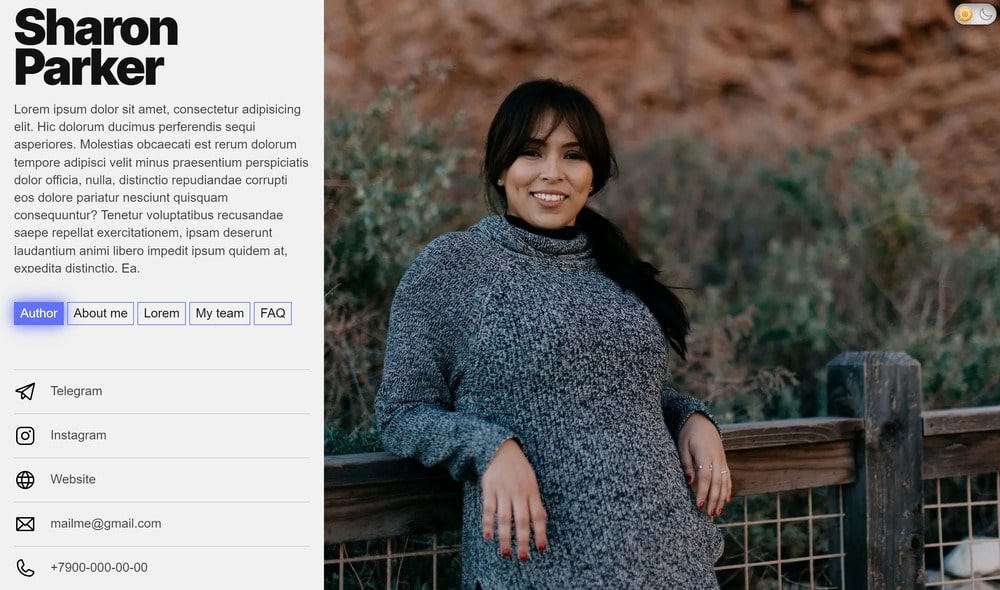 Sharon
Parker
Lorem ipsum dolor sit amet, consectetur adipisicing
elit. Hic dolorum ducimus perferendis sequi
asperiores. Molestias obcaecati est rerum dolorum
tempore adipisci velit minus praesentium perspiciatis
dolor officia, nulla, distinctio repudiandae corrupti
eos dolore pariatur nesciunt quisquam
consequuntur? Tenetur voluptatibus recusandae
saepe repellat exercitationem, ipsam deserunt
laudantium animi libero impedit ipsum quidem at,
expedita distinctio. Ea.
Author About me Lorem My team FAQ
Telegram
Instagram
Website
mailme@gmail.com
+7900-000-00-00